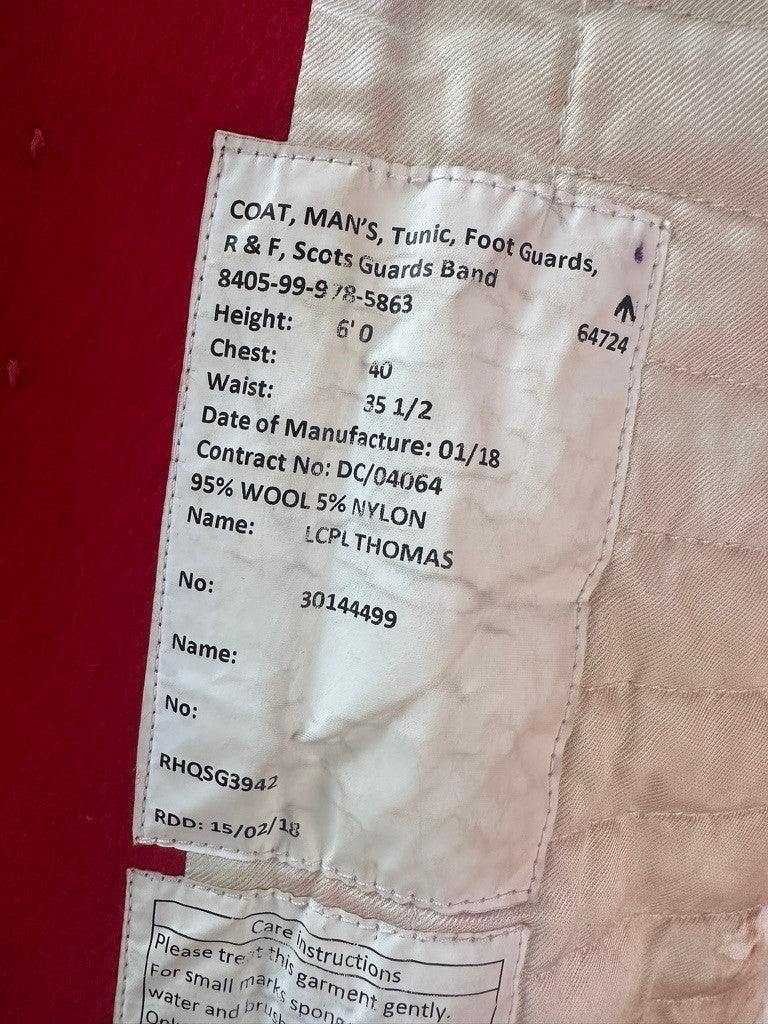 COAT, MAN'S, Tunic, Foot Guards,
R & F, Scots Guards Band
8405-99-978-5863
64724
Height: 6' 0
Chest: 40
Waist: 35 1/2
Date of Manufacture: 01/18
Contract No: DC/04064
95% WOOL 5% NYLON
Name: LCPL THOMAS
No: 30144499
Name:
No:
RHQSG3942
RDD: 15/02/18
Care instructions
Please treat this garment gently.
For small marks sponge
water and brush
Only